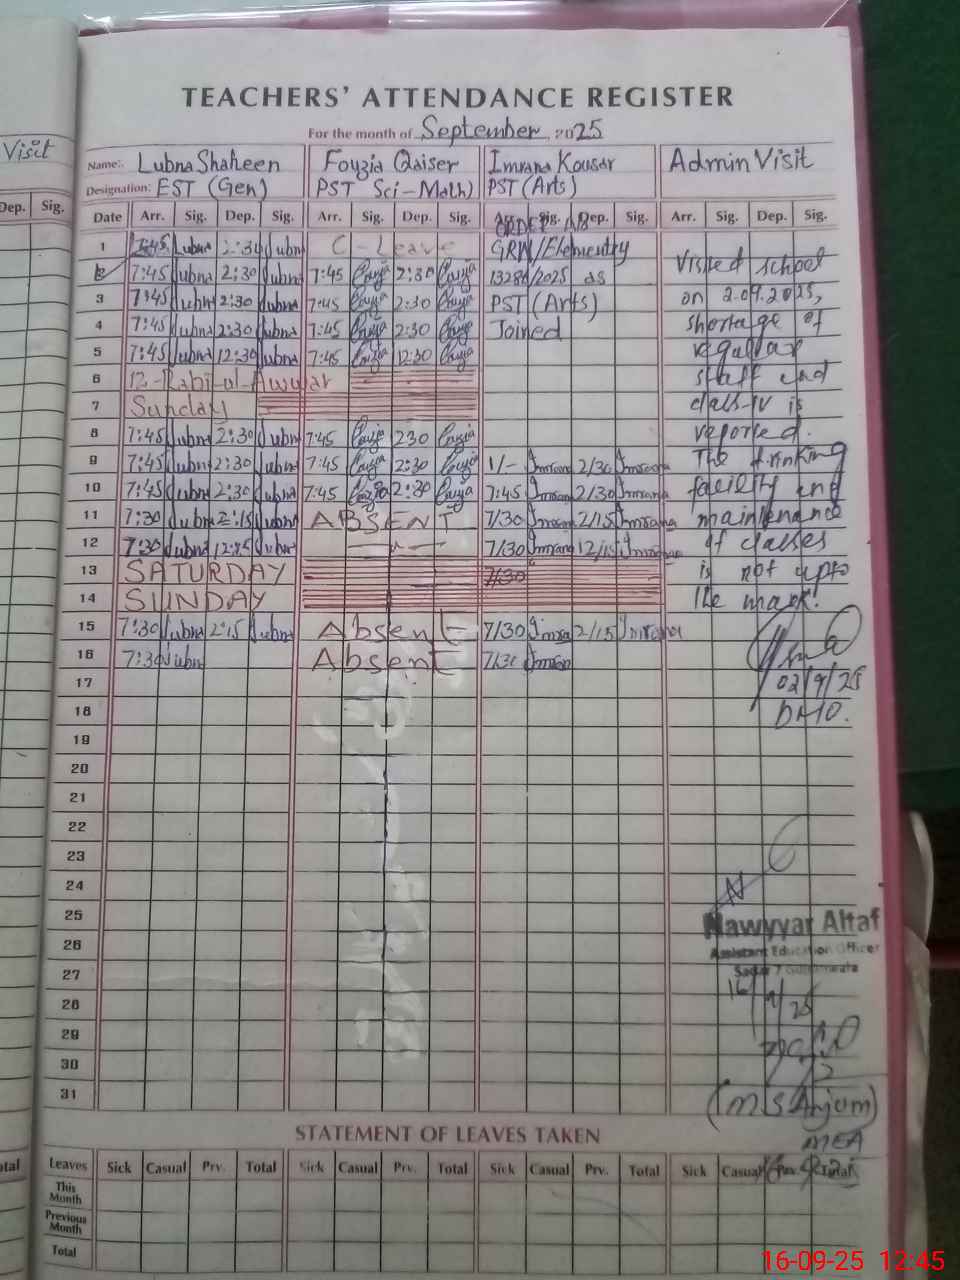 Visit
Dep. Sig.
TEACHERS' ATTENDANCE REGISTER
For the month of September, 2025
Name:- Lubna Shaheen Fouzia Qaiser Imrana Kousar Admin Visit
Designation: EST (Gen) PST Sci-Math) PST (Arts)
Date Arr. Sig. Dep. Sig. Arr. Sig. Dep. Sig. Arr. Sig. Dep. Sig. Arr. Sig. Dep. Sig.
1 7:45 Lubna 2:30 Lubna C-Leave GRW/Elementry
2 7:45 Lubna 2:30 Lubna 7:45 Fouzia 2:30 Fouzia 13286/2025 as Visited school
3 7:45 Lubna 2:30 Lubna 7:45 Fouzia 2:30 Fouzia PST (Arts) on 2.09.2025,
4 7:45 Lubna 2:30 Lubna 7:45 Fouzia 2:30 Fouzia Joined shortage of
5 7:45 Lubna 12:30 Lubna 7:45 Fouzia 12:30 Fouzia regular
6 12-Rabi-ul-Awwar staff and
7 Sunday class-IV is
8 7:45 Lubna 2:30 Lubna 7:45 Fouzia 2:30 Fouzia reported.
9 7:45 Lubna 2:30 Lubna 7:45 Fouzia 2:30 Fouzia 1/- Imrana 2/30 Imrana The drinking
10 7:45 Lubna 2:30 Lubna 7:45 Fouzia 2:30 Fouzia 7:45 Imrana 2/30 Imrana facility and
11 7:30 Lubna 2:15 Lubna ABSENT 7/30 Imrana 2/15 Imrana maintenance
12 7:30 Lubna 12:15 Lubna 7/30 Imrana 12/15 Imrana of classes
13 SATURDAY 7/30 is not upto
14 SUNDAY the mark.
15 7:30 Lubna 2:15 Lubna Absent 7/30 Imrana 2/15 Imrana
16 7:30 Lubna Absent 7/30 Imran
17 02/9/25
18 DMO.
19
20
21
22
23
24
25
Nawyyar Altaf
26
Assistant Education Officer
27
16/9/25
28
29
30
31 (M S Anjum)
STATEMENT OF LEAVES TAKEN
MEA
otal Leaves Sick Casual Prv. Total Sick Casual Prv. Total Sick Casual Prv. Total Sick Casual Prv. Total
This Month
Previous Month
Total
16-09-25 12:45